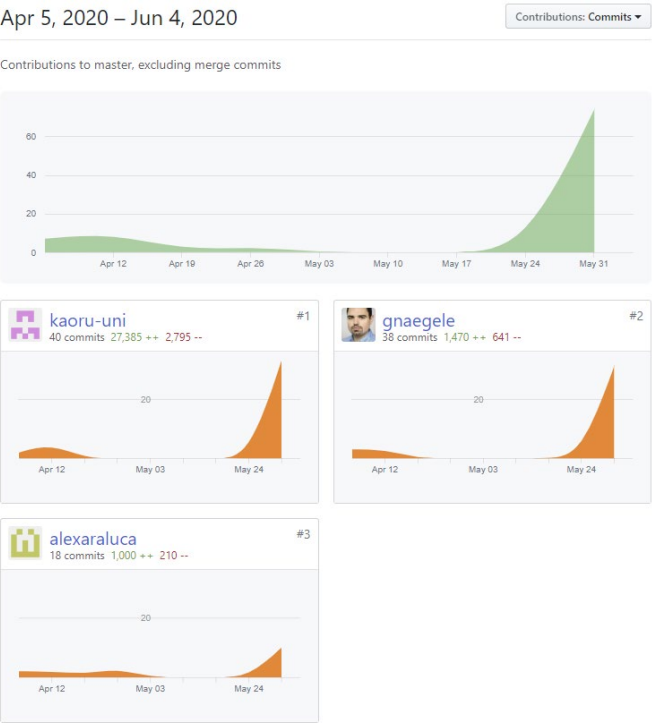 Apr 5, 2020 – Jun 4, 2020
Contributions: Commits
Contributions to master, excluding merge commits
60
40
20
0
Apr 12 Apr 19 Apr 26 May 03 May 10 May 17 May 24 May 31
kaoru-uni #1
40 commits 27,385 ++ 2,795 --
20
Apr 12 May 03 May 24
gnaegele #2
38 commits 1,470 ++ 641 --
20
Apr 12 May 03 May 24
alexaraluca #3
18 commits 1,000 ++ 210 --
20
Apr 12 May 03 May 24